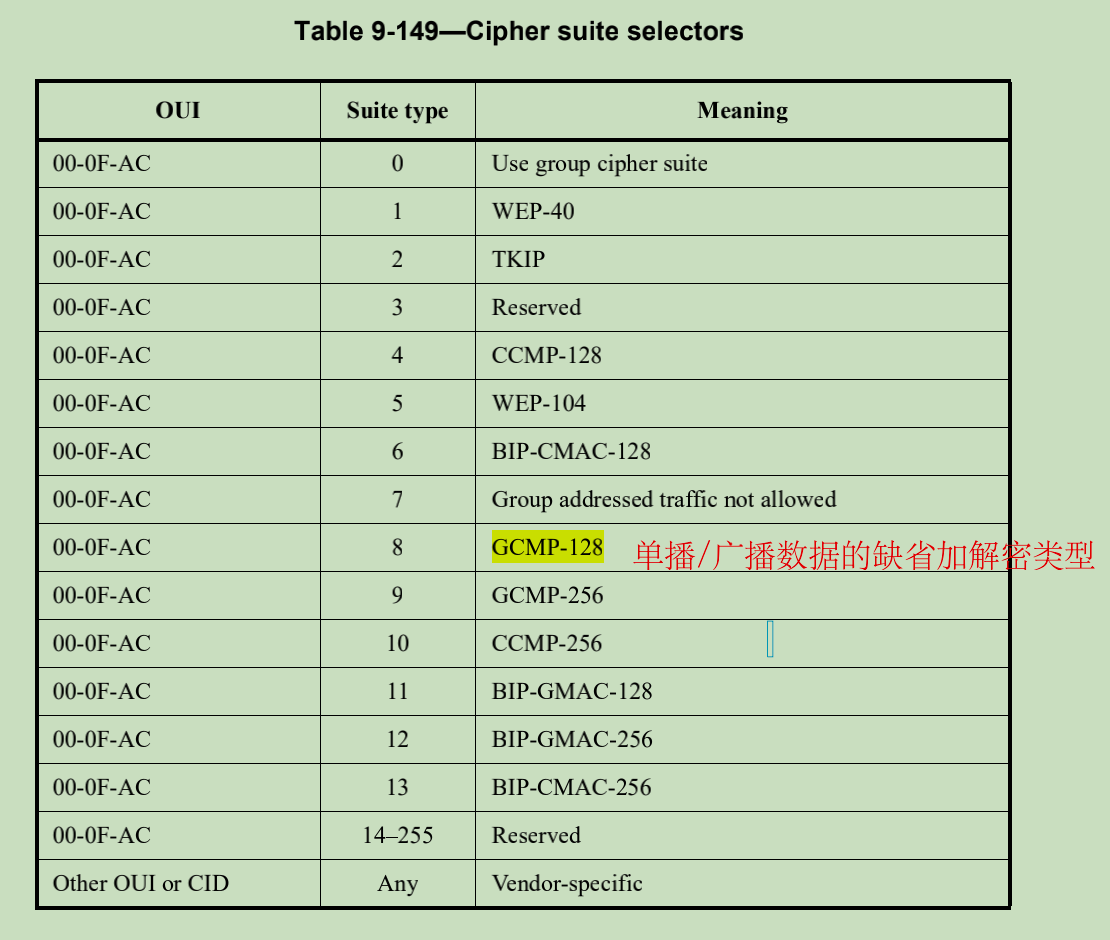 Table 9-149—Cipher suite selectors
OUI Suite type Meaning
00-0F-AC 0 Use group cipher suite
00-0F-AC 1 WEP-40
00-0F-AC 2 TKIP
00-0F-AC 3 Reserved
00-0F-AC 4 CCMP-128
00-0F-AC 5 WEP-104
00-0F-AC 6 BIP-CMAC-128
00-0F-AC 7 Group addressed traffic not allowed
00-0F-AC 8 GCMP-128 单播/广播数据的缺省加解密类型
00-0F-AC 9 GCMP-256
00-0F-AC 10 CCMP-256
00-0F-AC 11 BIP-GMAC-128
00-0F-AC 12 BIP-GMAC-256
00-0F-AC 13 BIP-CMAC-256
00-0F-AC 14–255 Reserved
Other OUI or CID Any Vendor-specific